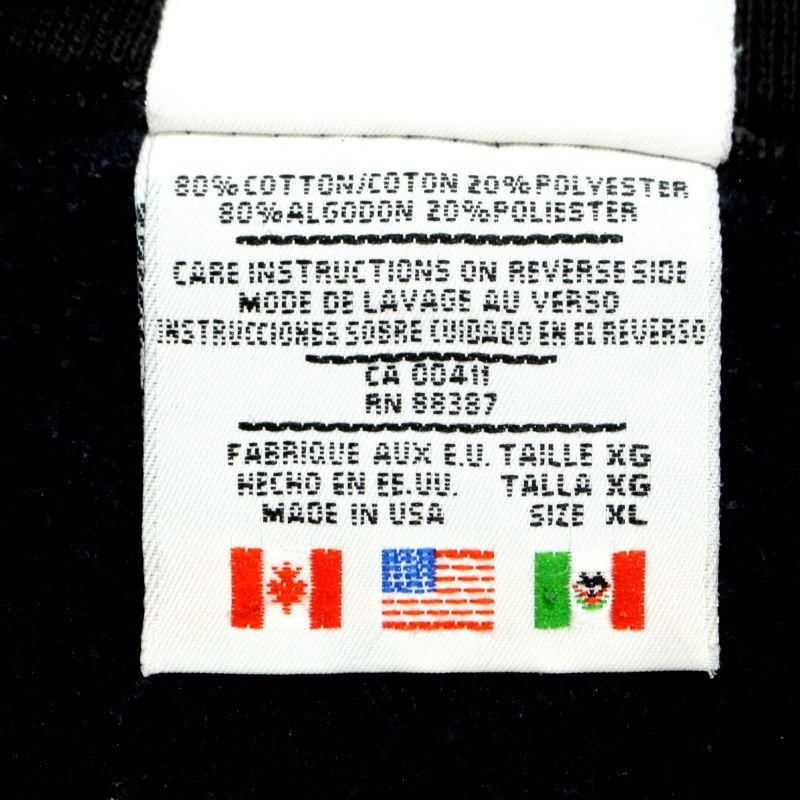 80% COTTON/COTON 20% POLYESTER
80% ALGODON 20% POLIESTER
CARE INSTRUCTIONS ON REVERSE SIDE
MODE DE LAVAGE AU VERSO
INSTRUCCIONES SOBRE CUIDADO EN EL REVERSO
CA 00411
RN 88387
FABRIQUE AUX E.U. TAILLE XG
HECHO EN EE.UU. TALLA XG
MADE IN USA SIZE XL